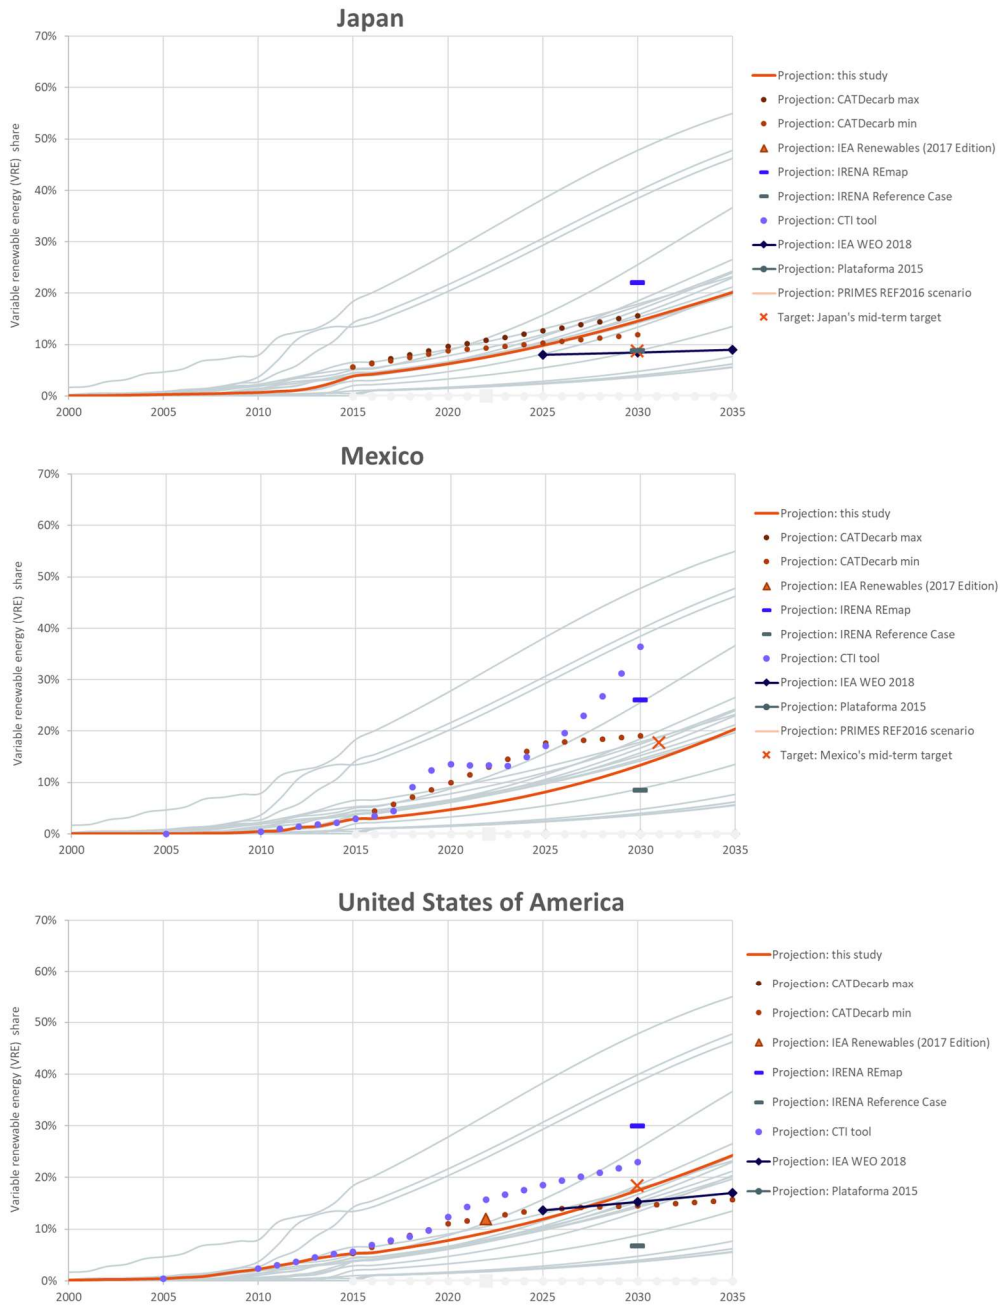 Japan
70%
60%
50%
40%
30%
20%
10%
0%
Variable renewable energy (VRE) share
2000 2005 2010 2015 2020 2025 2030 2035
Projection: this study
Projection: CATDecarb max
Projection: CATDecarb min
Projection: IEA Renewables (2017 Edition)
Projection: IRENA REmap
Projection: IRENA Reference Case
Projection: CTI tool
Projection: IEA WEO 2018
Projection: Plataforma 2015
Projection: PRIMES REF2016 scenario
Target: Japan's mid-term target
Mexico
70%
60%
50%
40%
30%
20%
10%
0%
Variable renewable energy (VRE) share
2000 2005 2010 2015 2020 2025 2030 2035
Projection: this study
Projection: CATDecarb max
Projection: CATDecarb min
Projection: IEA Renewables (2017 Edition)
Projection: IRENA REmap
Projection: IRENA Reference Case
Projection: CTI tool
Projection: IEA WEO 2018
Projection: Plataforma 2015
Projection: PRIMES REF2016 scenario
Target: Mexico's mid-term target
United States of America
70%
60%
50%
40%
30%
20%
10%
0%
Variable renewable energy (VRE) share
2000 2005 2010 2015 2020 2025 2030 2035
Projection: this study
Projection: CATDecarb max
Projection: CATDecarb min
Projection: IEA Renewables (2017 Edition)
Projection: IRENA REmap
Projection: IRENA Reference Case
Projection: CTI tool
Projection: IEA WEO 2018
Projection: Plataforma 2015